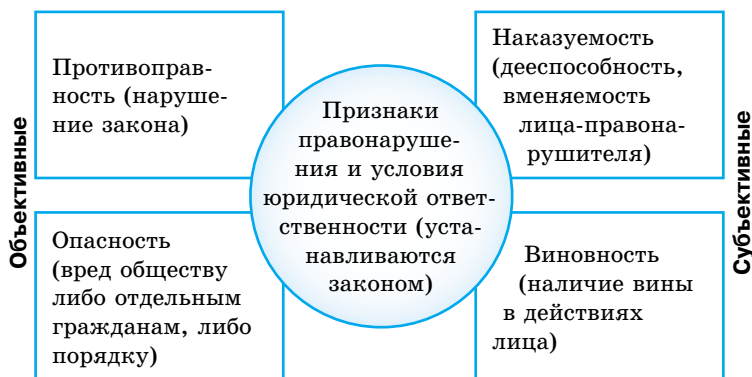 Объективные
Противоправ-
ность (наруше-
ние закона)
Опасность
(вред обществу
либо отдельным
гражданам, либо
порядку)
Признаки
правонаруше-
ния и условия
юридической ответ-
ственности (уста-
навливаются
законом)
Наказуемость
(дееспособность,
вменяемость
лица-правона-
рушителя)
Виновность
(наличие вины
в действиях
лица)
Субъективные